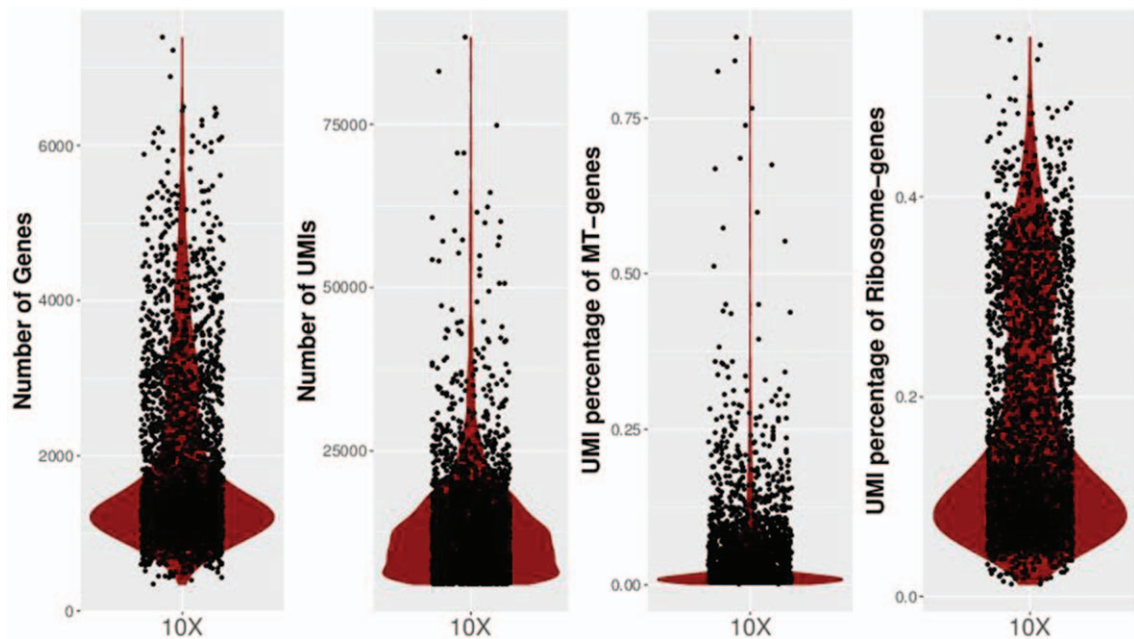 Number of Genes
6000
4000
2000
0
10X
Number of UMIs
75000
50000
25000
10X
UMI percentage of MT-genes
0.75
0.50
0.25
0.00
10X
UMI percentage of Ribosome-genes
0.4
0.2
0.0
10X